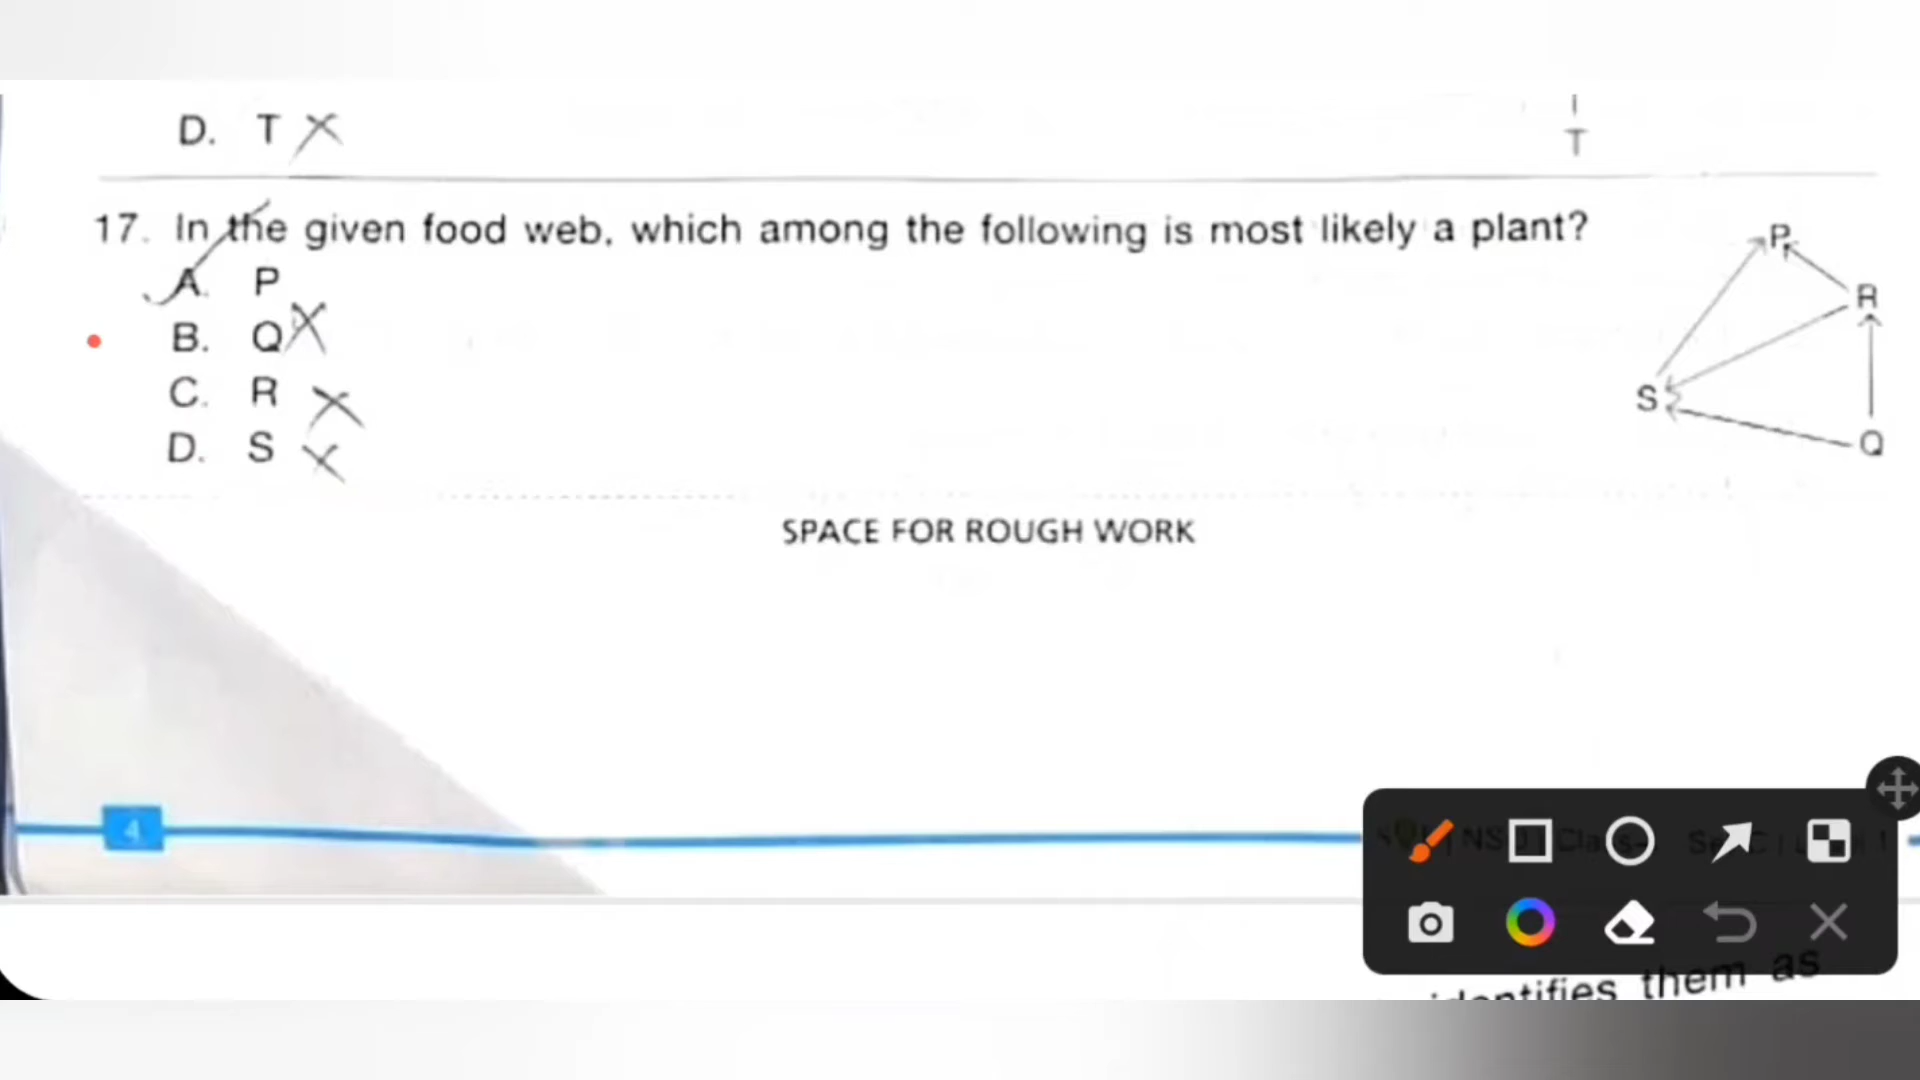 D. T
T
17. In the given food web, which among the following is most likely a plant?
A. P
B. Q
C. R
D. S
P
R
S
Q
SPACE FOR ROUGH WORK
4
them as